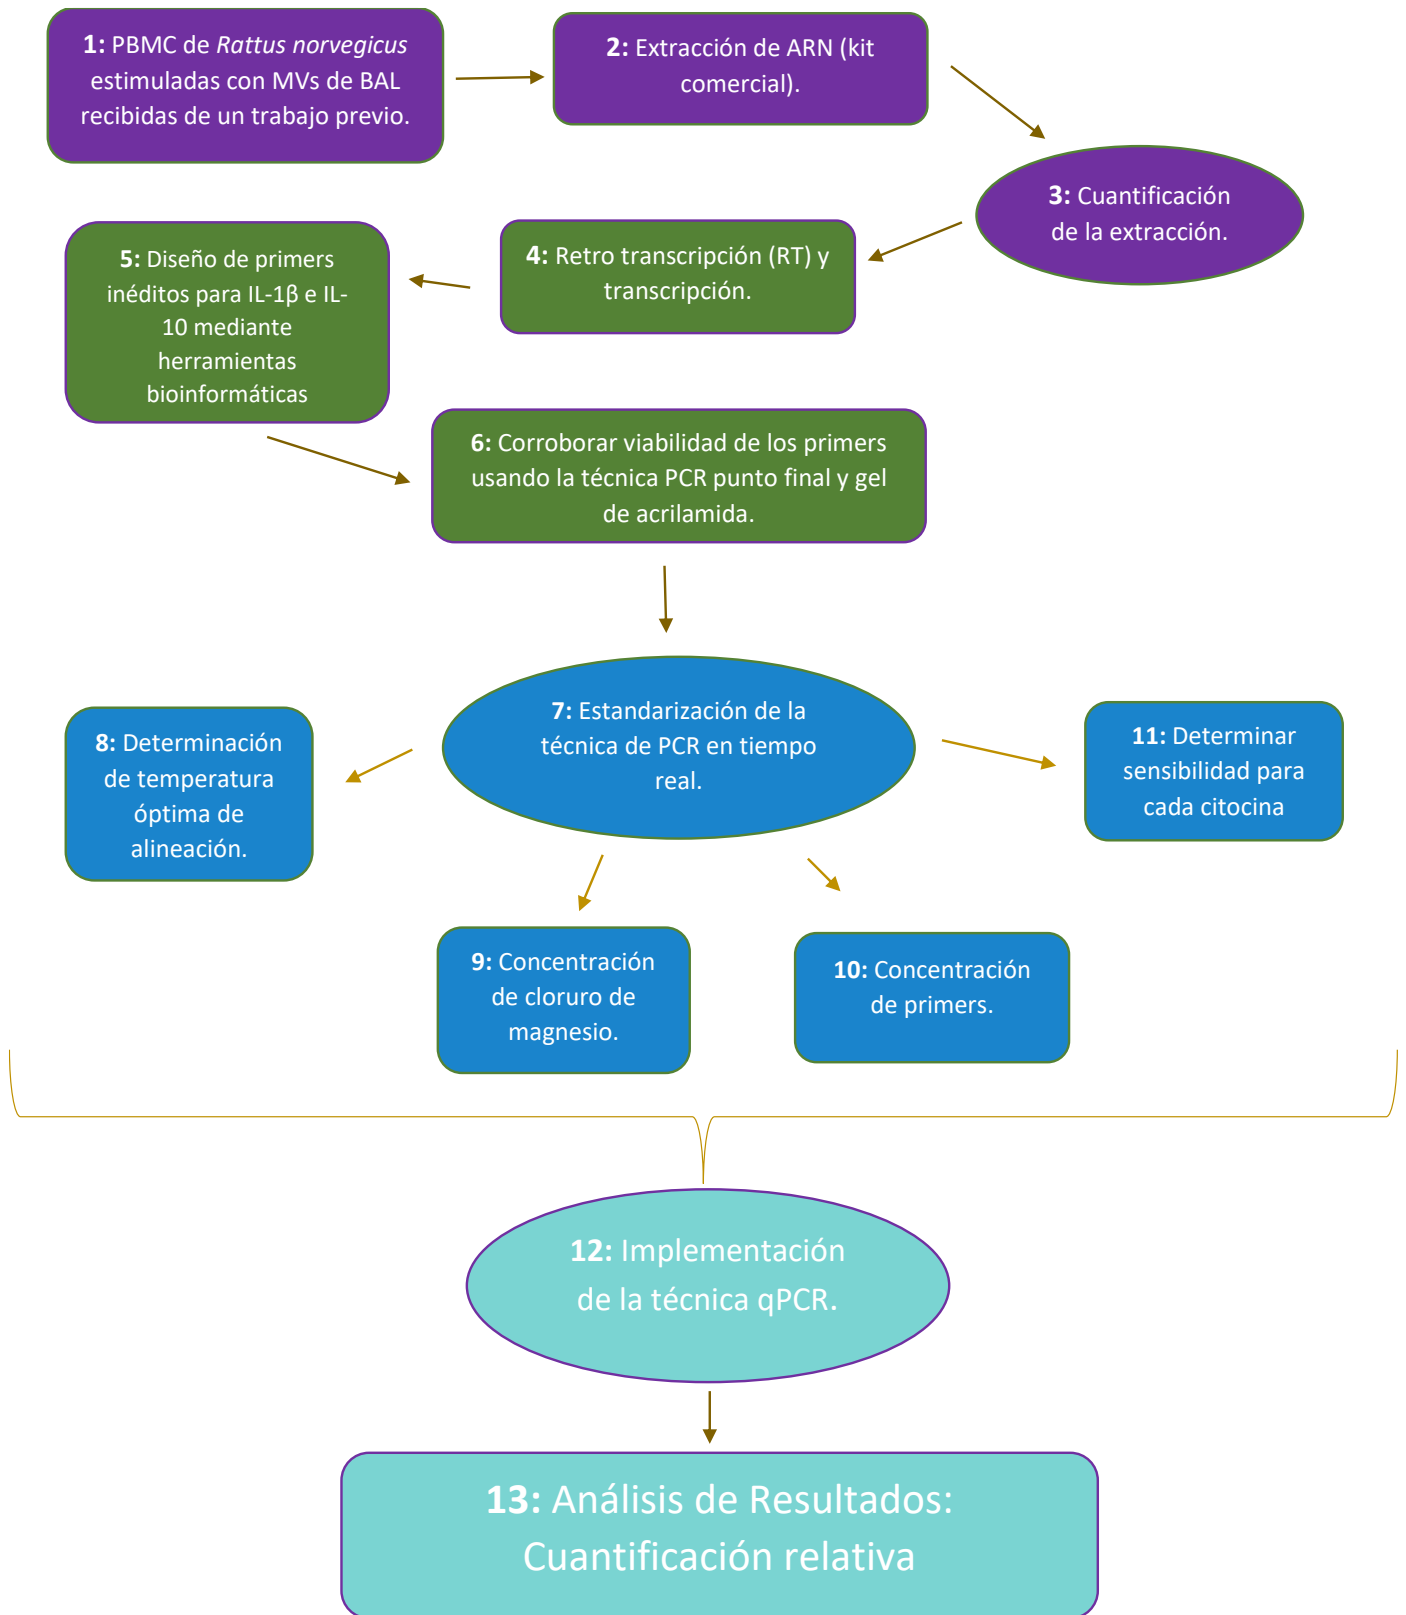 1: PBMC de Rattus norvegicus
estimuladas con MVs de BAL
recibidas de un trabajo previo.
2: Extracción de ARN (kit
comercial).
3: Cuantificación
de la extracción.
4: Retro transcripción (RT) y
transcripción.
5: Diseño de primers
inéditos para IL-1β e IL-
10 mediante
herramientas
bioinformáticas
6: Corroborar viabilidad de los primers
usando la técnica PCR punto final y gel
de acrilamida.
7: Estandarización de la
técnica de PCR en tiempo
real.
8: Determinación
de temperatura
óptima de
alineación.
9: Concentración
de cloruro de
magnesio.
10: Concentración
de primers.
11: Determinar
sensibilidad para
cada citocina
12: Implementación
de la técnica qPCR.
13: Análisis de Resultados:
Cuantificación relativa